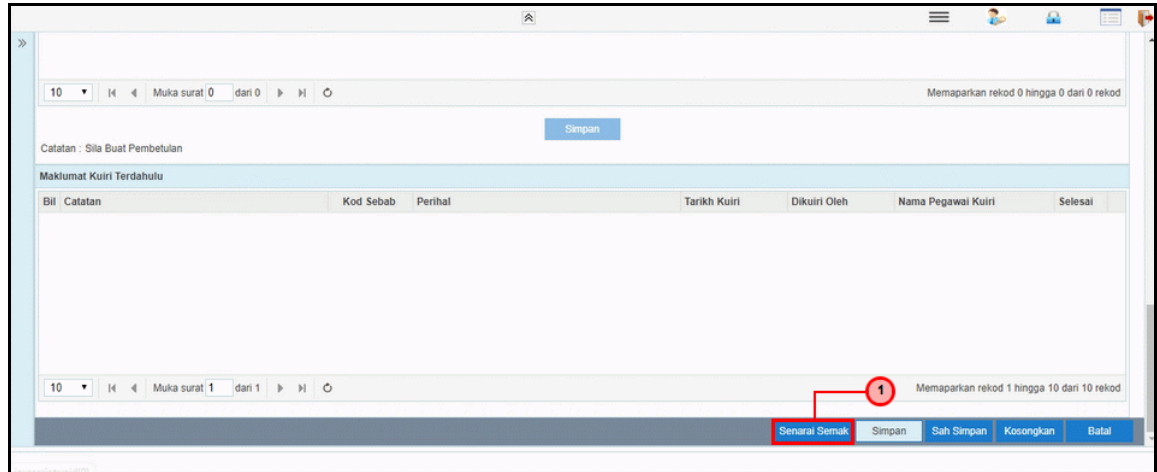 10 Muka surat 0 dari 0 Memaparkan rekod 0 hingga 0 dari 0 rekod
Simpan
Catatan : Sila Buat Pembetulan
Maklumat Kuiri Terdahulu
Bil Catatan Kod Sebab Perihal Tarikh Kuiri Dikuiri Oleh Nama Pegawai Kuiri Selesai
10 Muka surat 1 dari 1 Memaparkan rekod 1 hingga 10 dari 10 rekod
1
Senarai Semak Simpan Sah Simpan Kosongkan Batal